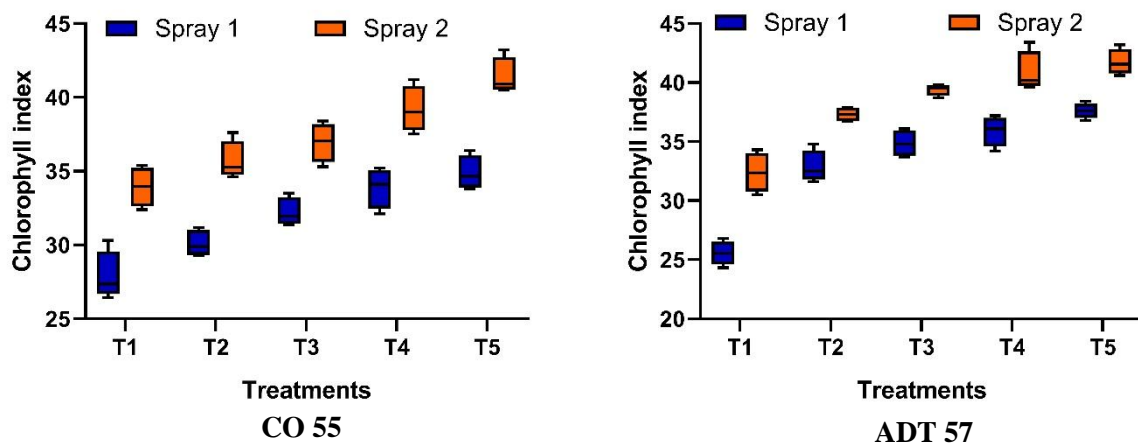 Spray 1 Spray 2
Chlorophyll index
45
40
35
30
25
T1 T2 T3 T4 T5
Treatments
CO 55
Spray 1 Spray 2
Chlorophyll index
45
40
35
30
25
20
T1 T2 T3 T4 T5
Treatments
ADT 57